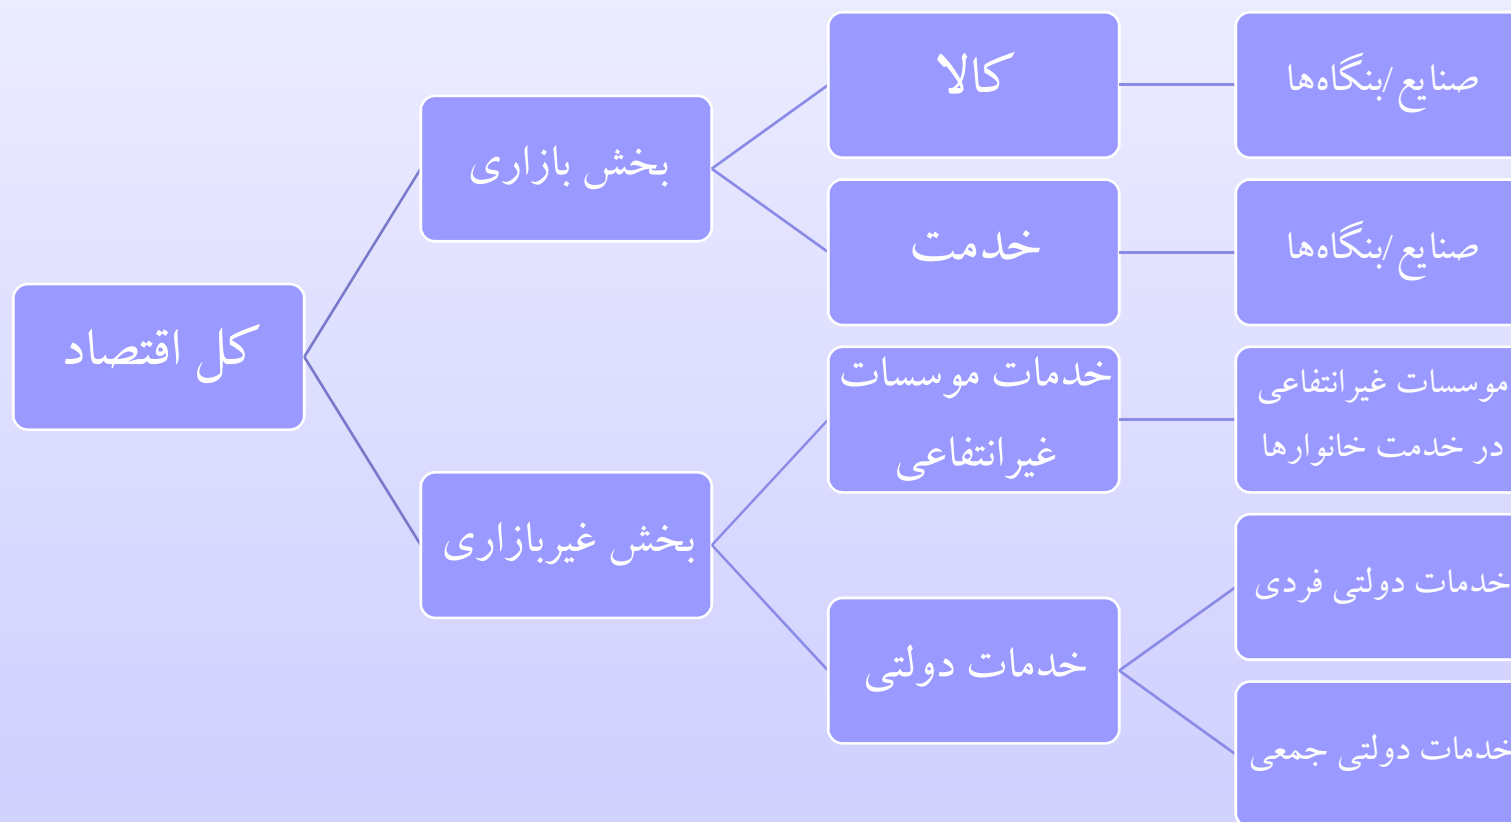 کل اقتصاد
بخش بازاری
کالا
صنایع/بنگاه‌ها
خدمت
صنایع/بنگاه‌ها
بخش غیربازاری
خدمات موسسات
غیرانتفاعی
موسسات غیرانتفاعی
در خدمت خانوارها
خدمات دولتی
خدمات دولتی فردی
خدمات دولتی جمعی